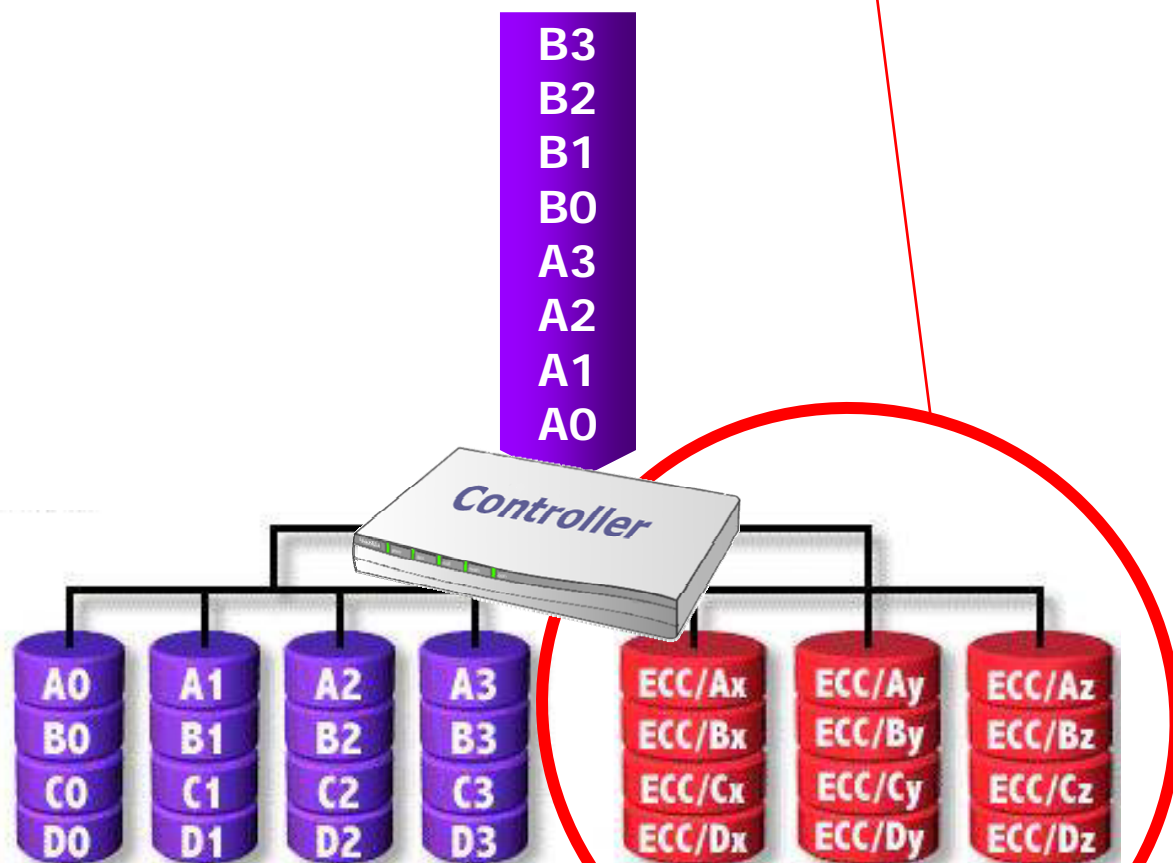 B3
B2
B1
B0
A3
A2
A1
A0
Controller
A0 A1 A2 A3 ECC/Ax ECC/Ay ECC/Az
B0 B1 B2 B3 ECC/Bx ECC/By ECC/Bz
C0 C1 C2 C3 ECC/Cx ECC/Cy ECC/Cz
D0 D1 D2 D3 ECC/Dx ECC/Dy ECC/Dz